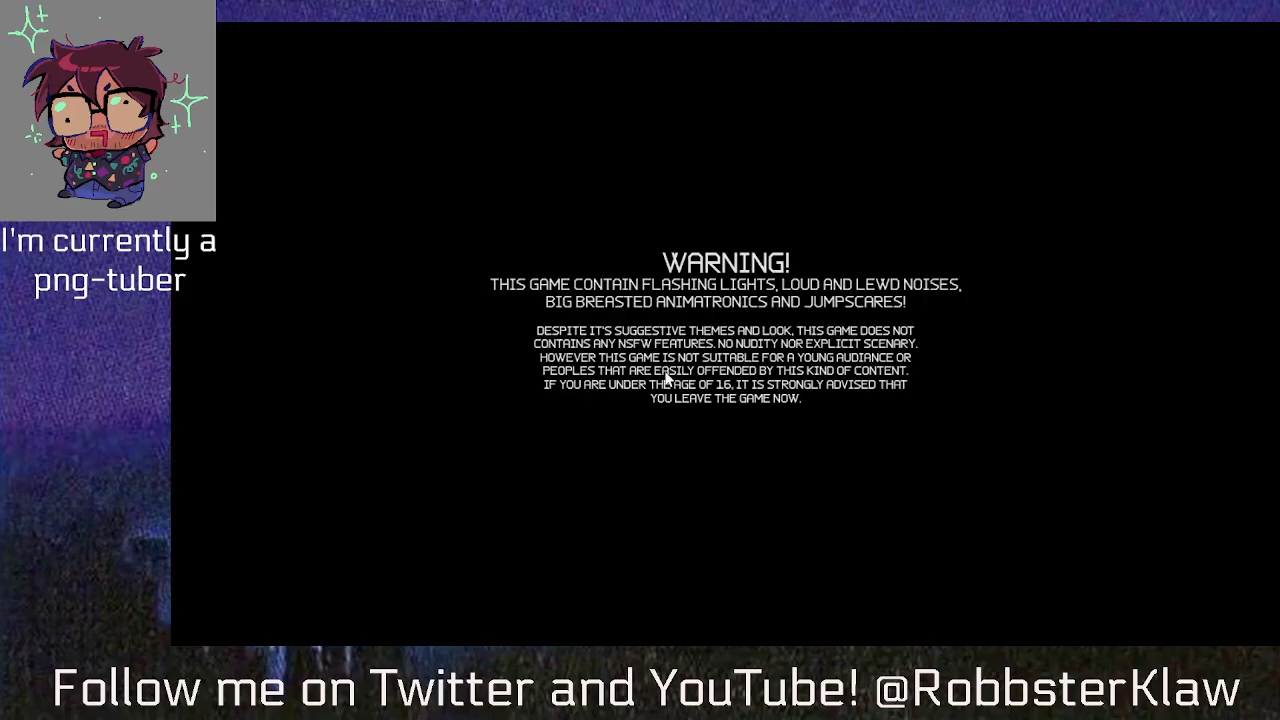 I'm currently a
png-tuber
WARNING!
THIS GAME CONTAIN FLASHING LIGHTS, LOUD AND LEWD NOISES,
BIG BREASTED ANIMATRONICS AND JUMPSCARES!
DESPITE IT'S SUGGESTIVE THEMES AND LOOK, THIS GAME DOES NOT
CONTAINS ANY NSFW FEATURES. NO NUDITY NOR EXPLICIT SCENARY.
HOWEVER THIS GAME IS NOT SUITABLE FOR A YOUNG AUDIANCE OR
PEOPLES THAT ARE EASILY OFFENDED BY THIS KIND OF CONTENT.
IF YOU ARE UNDER THE AGE OF 16, IT IS STRONGLY ADVISED THAT
YOU LEAVE THE GAME NOW.
Follow me on Twitter and YouTube! @RobbsterKlaw